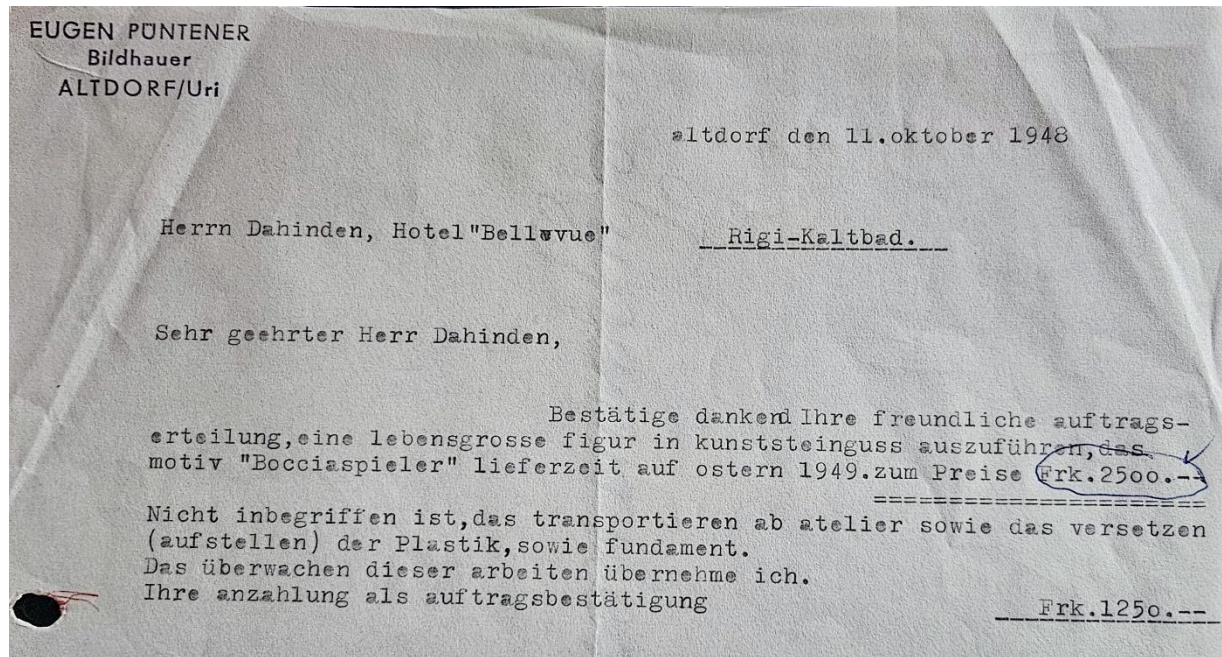 EUGEN PÜNTENER
Bildhauer
ALTDORF/Uri
altdorf den 11.oktober 1948
Herrn Dahinden, Hotel "Bellevue" Rigi-Kaltbad.
Sehr geehrter Herr Dahinden,
Bestätige dankend Ihre freundliche auftrags-
erteilung,eine lebensgrosse figur in kunststeinguss auszuführen,das
motiv "Bocciaspieler" lieferzeit auf ostern 1949.zum Preise Frk.2500.--
Nicht inbegriffen ist,das transportieren ab atelier sowie das versetzen
(aufstellen) der Plastik,sowie fundament.
Das überwachen dieser arbeiten übernehme ich.
Ihre anzahlung als auftragsbestätigung Frk.1250.--